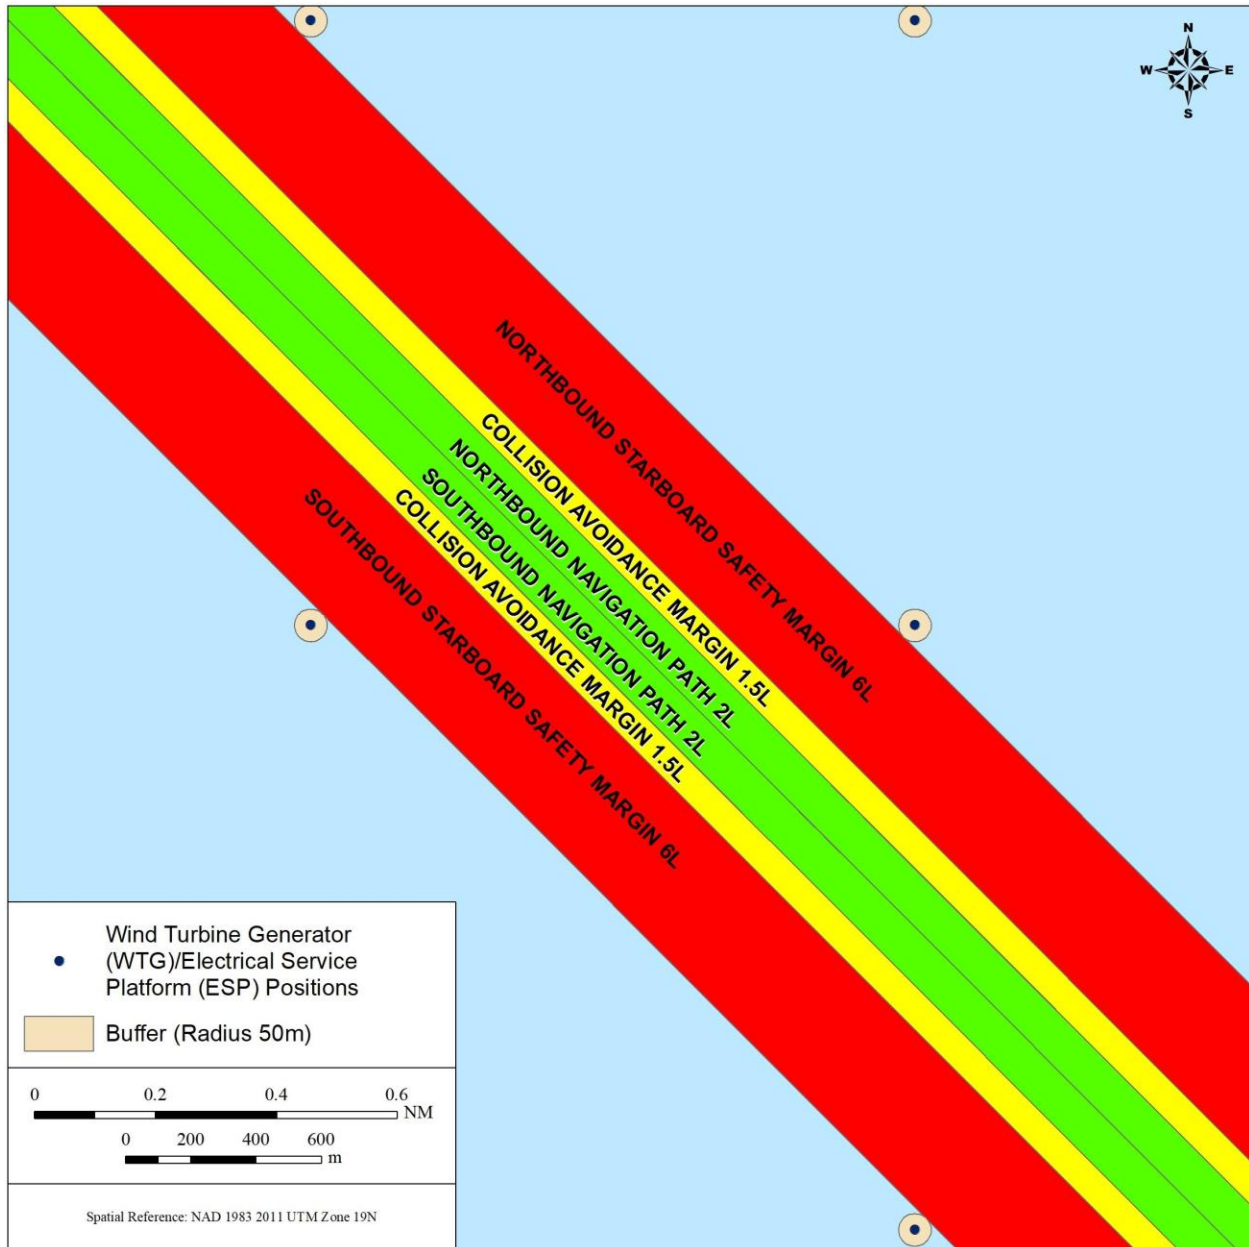 N
W E
S
NORTHBOUND STARBOARD SAFETY MARGIN 6L
COLLISION AVOIDANCE MARGIN 1.5L
NORTHBOUND NAVIGATION PATH 2L
SOUTHBOUND NAVIGATION PATH 2L
COLLISION AVOIDANCE MARGIN 1.5L
SOUTHBOUND STARBOARD SAFETY MARGIN 6L
Wind Turbine Generator
(WTG)/Electrical Service
Platform (ESP) Positions
Buffer (Radius 50m)
0 0.2 0.4 0.6
NM
0 200 400 600
m
Spatial Reference: NAD 1983 2011 UTM Zone 19N